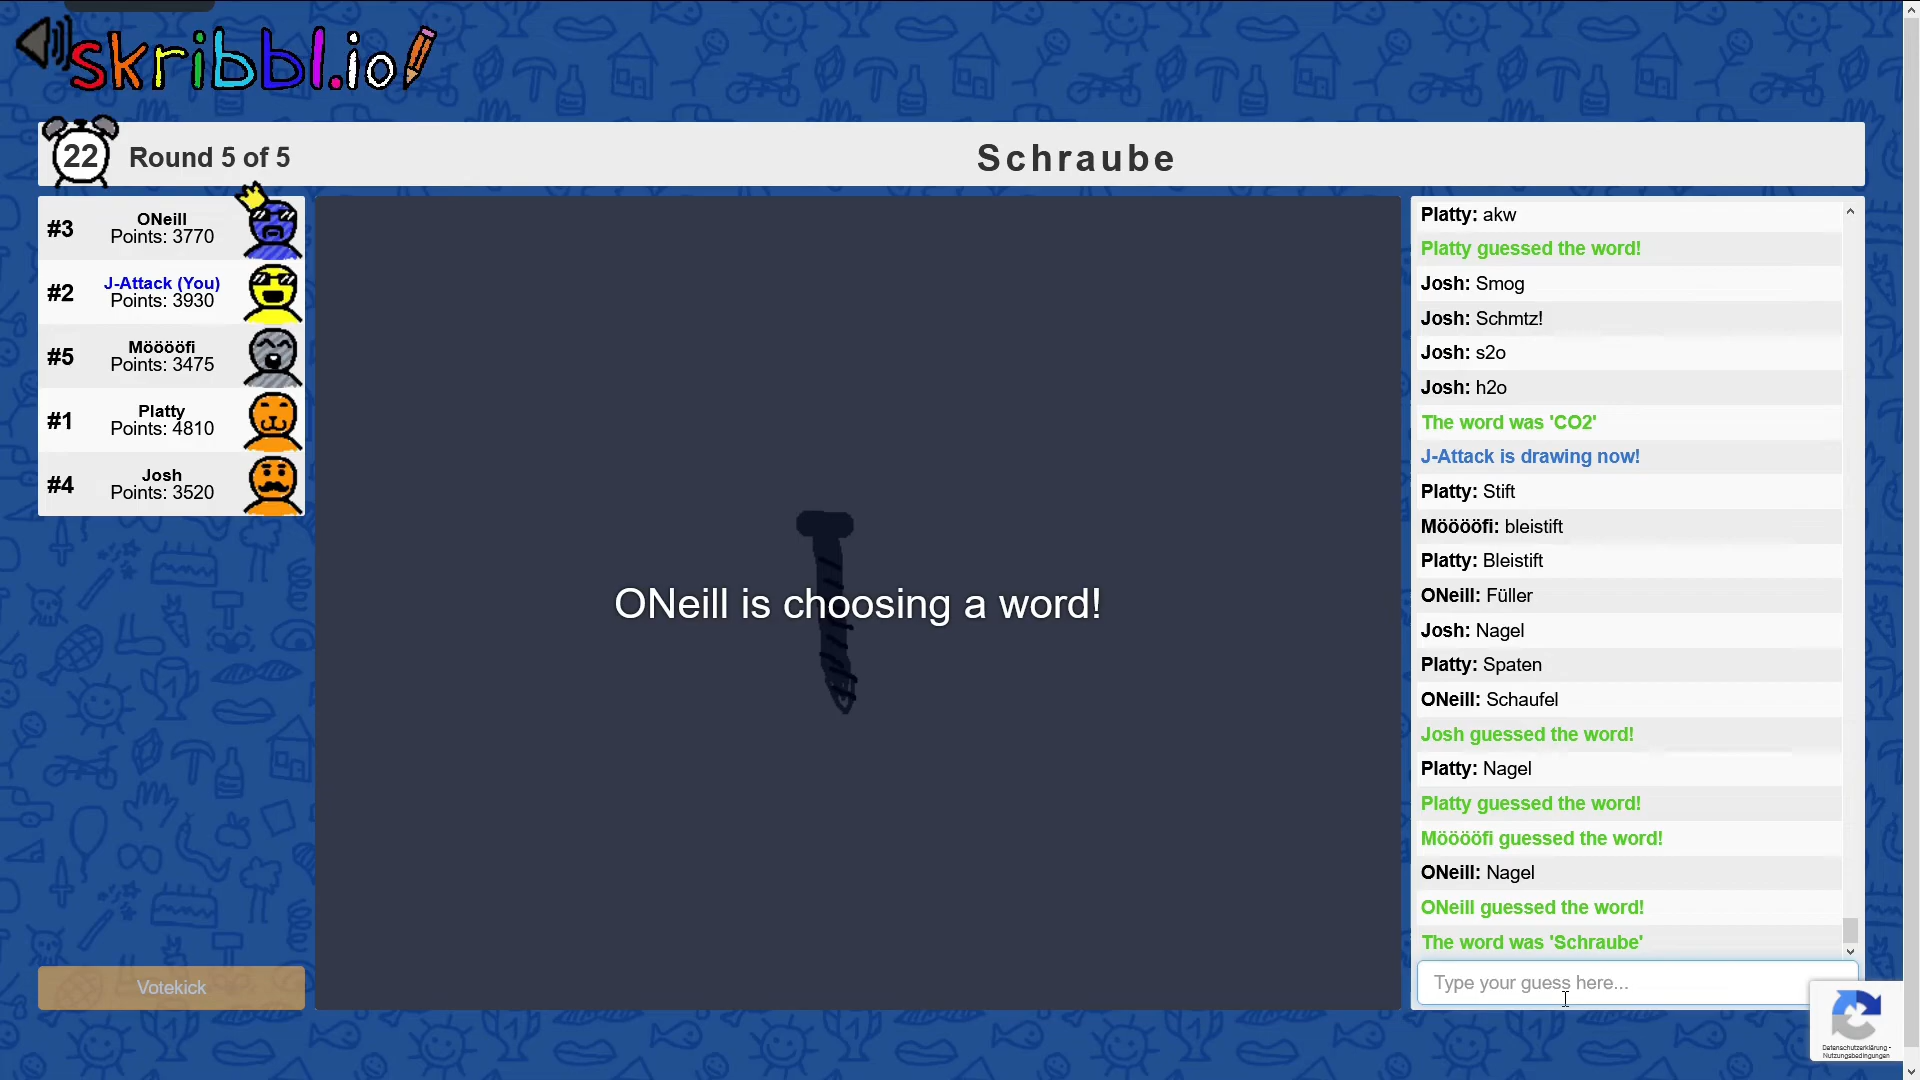 skribbl.io
22
Round 5 of 5
Schraube
#3
ONeill
Points: 3770
#2
J-Attack (You)
Points: 3930
#5
Mööööfi
Points: 3475
#1
Platty
Points: 4810
#4
Josh
Points: 3520
Votekick
ONeill is choosing a word!
Platty: akw
Platty guessed the word!
Josh: Smog
Josh: Schmtz!
Josh: s2o
Josh: h2o
The word was 'CO2'
J-Attack is drawing now!
Platty: Stift
Mööööfi: bleistift
Platty: Bleistift
ONeill: Füller
Josh: Nagel
Platty: Spaten
ONeill: Schaufel
Josh guessed the word!
Platty: Nagel
Platty guessed the word!
Mööööfi guessed the word!
ONeill: Nagel
ONeill guessed the word!
The word was 'Schraube'
Type your guess here...
Datenschutzerklärung -
Nutzungsbedingungen